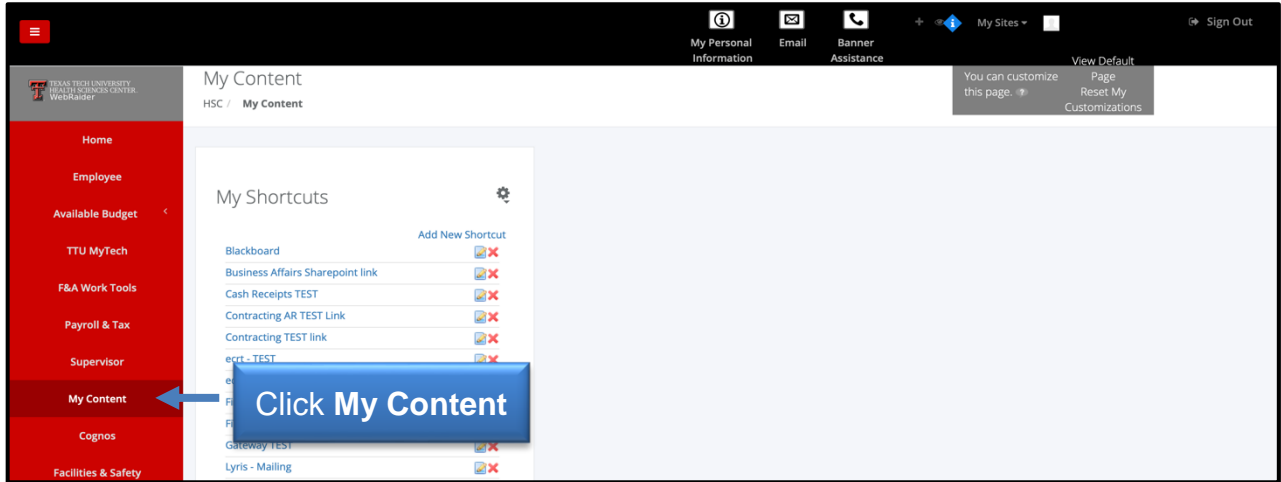 My Personal
Information
Email
Banner
Assistance
My Sites
Sign Out
TEXAS TECH UNIVERSITY
HEALTH SCIENCES CENTER.
WebRaider
My Content
HSC / My Content
You can customize
this page.
View Default
Page
Reset My
Customizations
Home
Employee
Available Budget
TTU MyTech
F&A Work Tools
Payroll & Tax
Supervisor
My Content
Cognos
Facilities & Safety
My Shortcuts
Add New Shortcut
Blackboard
Business Affairs Sharepoint link
Cash Receipts TEST
Contracting AR TEST Link
Contracting TEST link
ecrt - TEST
Gateway TEST
Lyris - Mailing
Click My Content